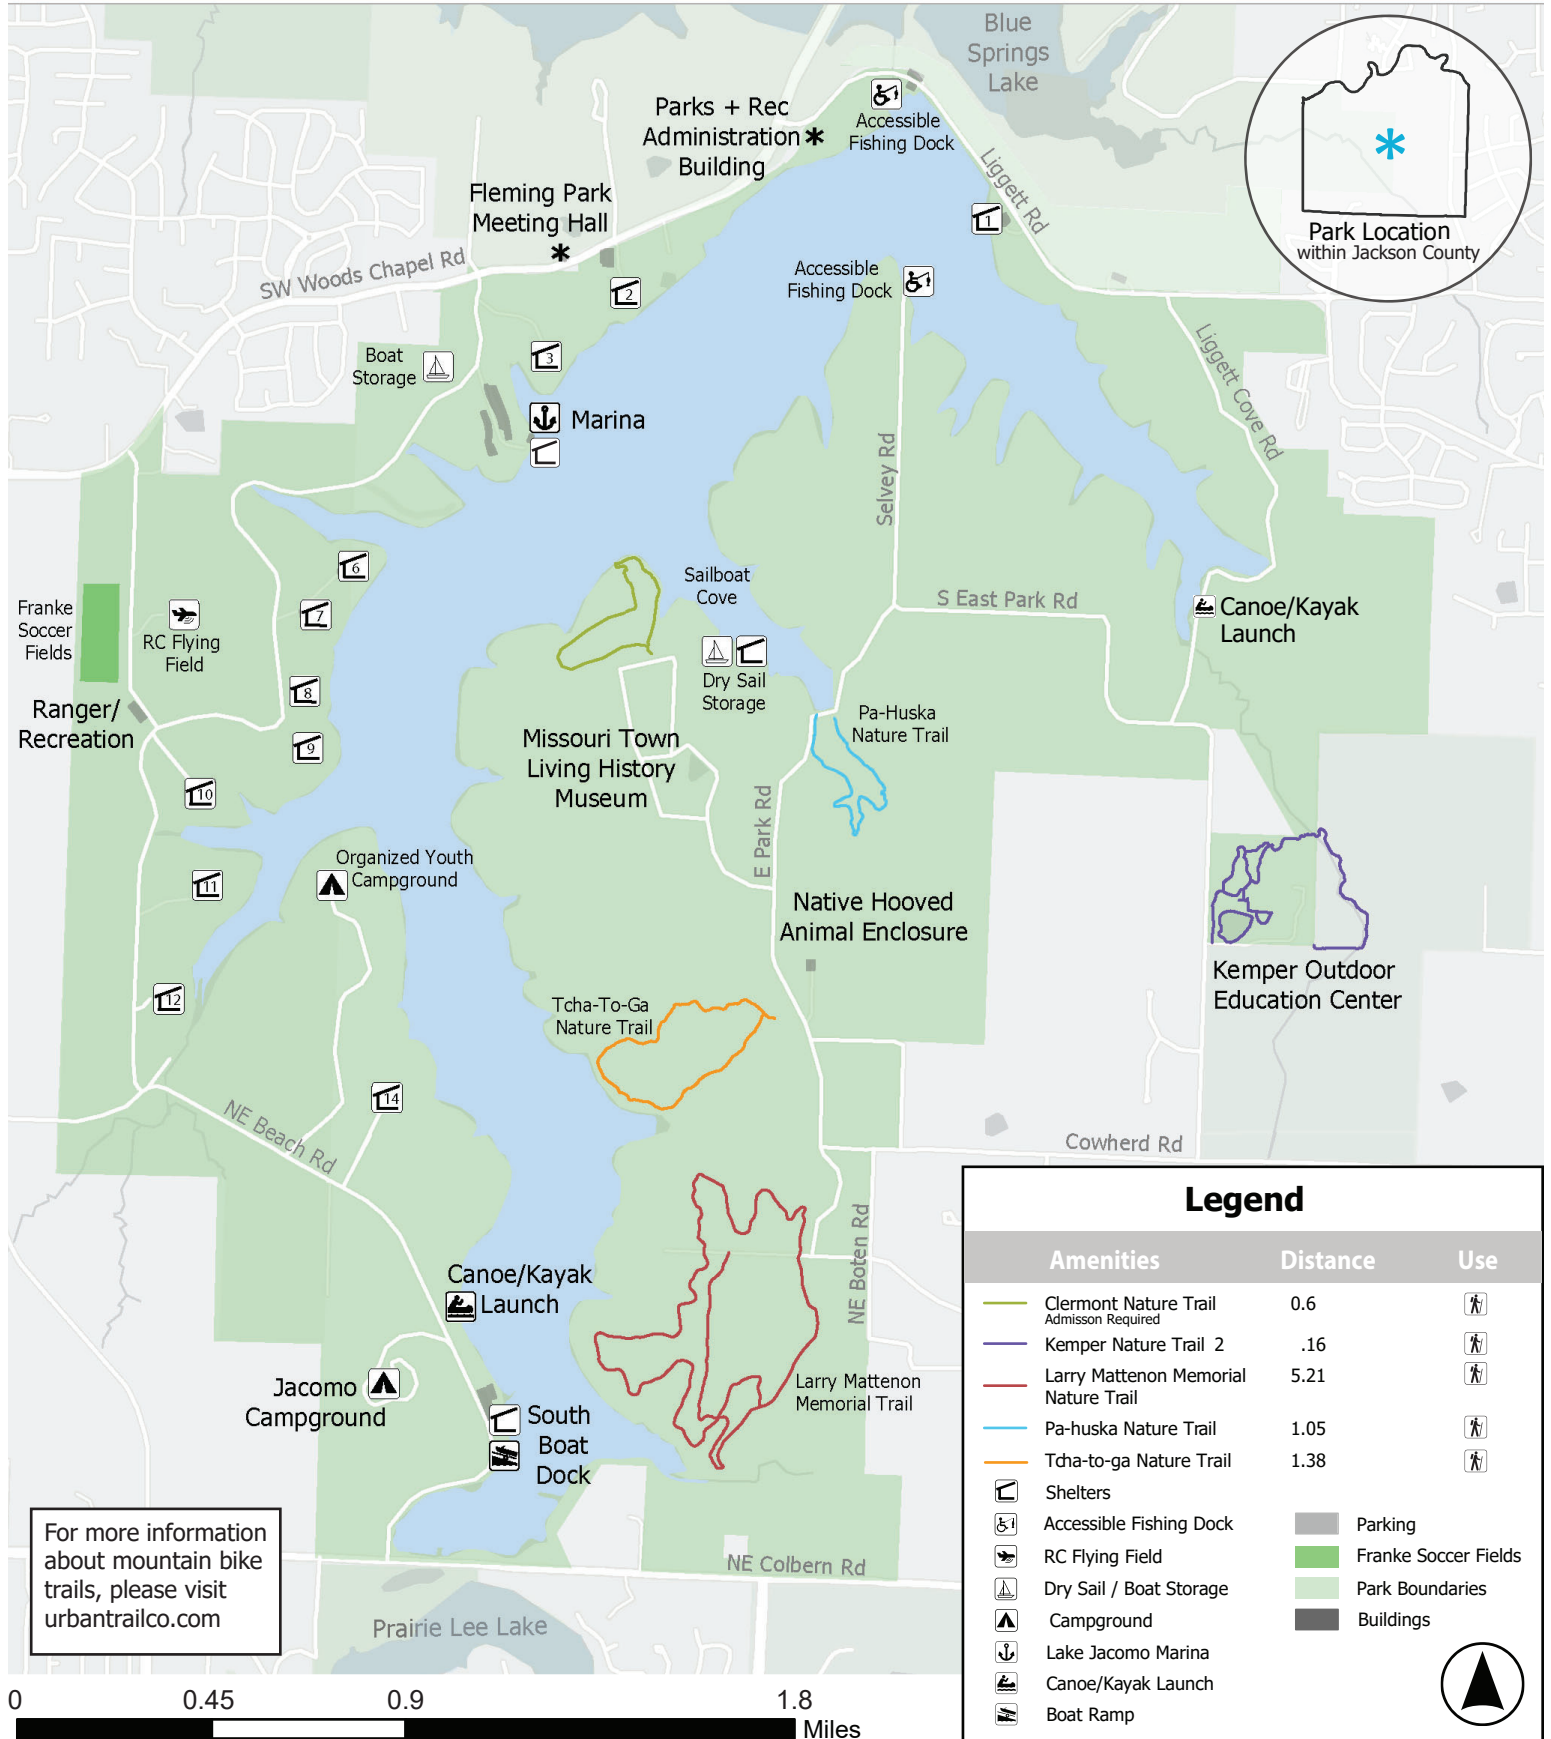 Blue
Springs
Lake
Parks + Rec
Administration
Building
Accessible
Fishing Dock
Liggett Rd
1
Park Location
within Jackson County
Fleming Park
Meeting Hall
SW Woods Chapel Rd
2
Accessible
Fishing Dock
Boat
Storage
3
Marina
Liggett Cove Rd
Selvey Rd
6
Sailboat
Cove
S East Park Rd
Canoe/Kayak
Launch
Franke
Soccer
Fields
RC Flying
Field
7
8
Dry Sail
Storage
Ranger/
Recreation
9
Pa-Huska
Nature Trail
Missouri Town
Living History
Museum
10
E Park Rd
Organized Youth
Campground
11
Native Hooved
Animal Enclosure
Kemper Outdoor
Education Center
12
Tcha-To-Ga
Nature Trail
14
NE Beach Rd
Cowherd Rd
NE Boten Rd
Canoe/Kayak
Launch
Jacomo
Campground
Larry Mattenon
Memorial Trail
South
Boat
Dock
NE Colbern Rd
Prairie Lee Lake
For more information
about mountain bike
trails, please visit
urbantrailco.com
0 0.45 0.9 1.8
Miles
Legend
Amenities Distance Use
Clermont Nature Trail 0.6
Admisson Required
Kemper Nature Trail 2 .16
Larry Mattenon Memorial 5.21
Nature Trail
Pa-huska Nature Trail 1.05
Tcha-to-ga Nature Trail 1.38
Shelters
Accessible Fishing Dock
RC Flying Field
Dry Sail / Boat Storage
Campground
Lake Jacomo Marina
Canoe/Kayak Launch
Boat Ramp
Parking
Franke Soccer Fields
Park Boundaries
Buildings